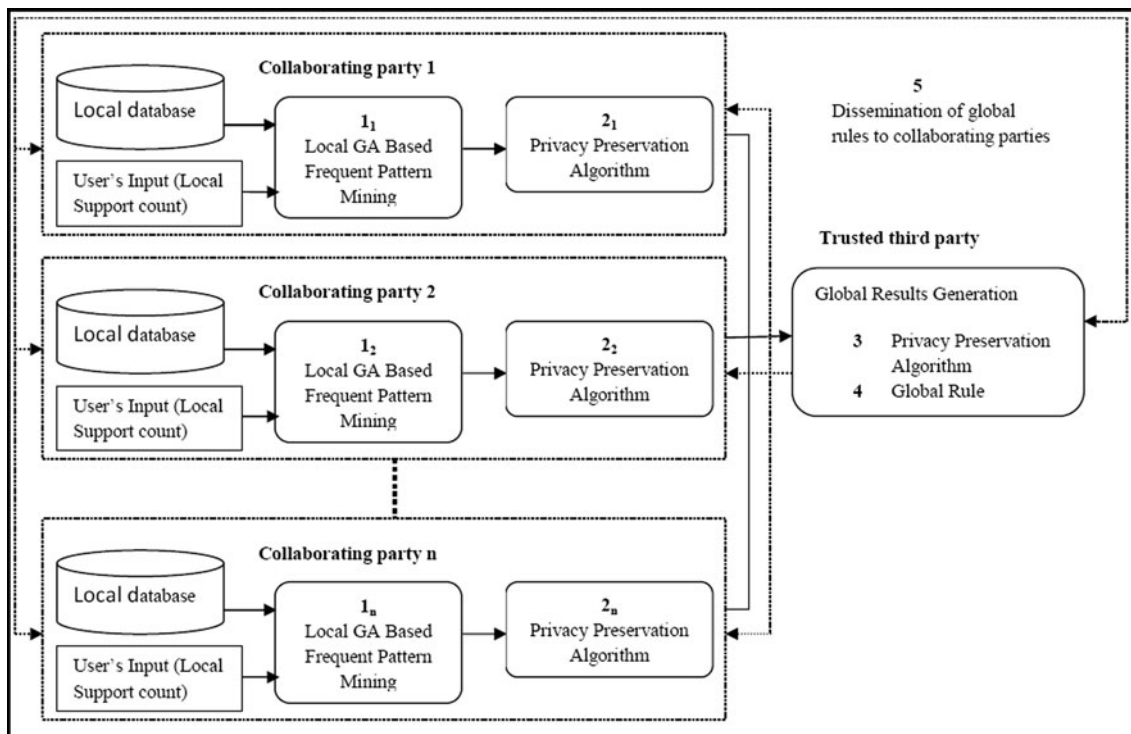 Collaborating party 1
Local database
User's Input (Local
Support count)
1₁
Local GA Based
Frequent Pattern
Mining
2₁
Privacy Preservation
Algorithm
5
Dissemination of global
rules to collaborating parties
Collaborating party 2
Local database
User's Input (Local
Support count)
1₂
Local GA Based
Frequent Pattern
Mining
2₂
Privacy Preservation
Algorithm
Trusted third party
Global Results Generation
3 Privacy Preservation
Algorithm
4 Global Rule
Collaborating party n
Local database
User's Input (Local
Support count)
1ₙ
Local GA Based
Frequent Pattern
Mining
2ₙ
Privacy Preservation
Algorithm